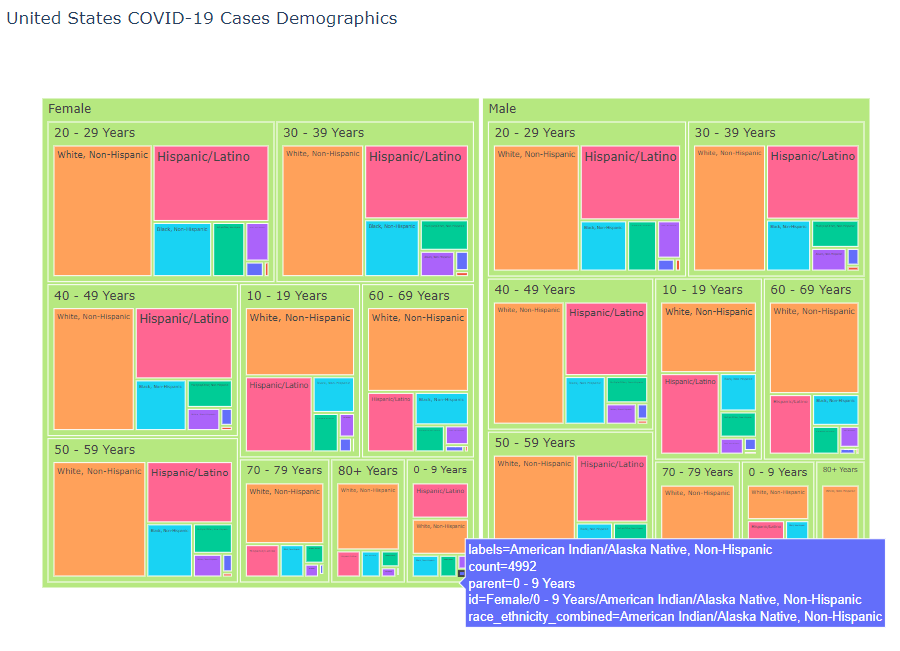 United States COVID-19 Cases Demographics
Female
20 - 29 Years
White, Non-Hispanic
Hispanic/Latino
Black, Non-Hispanic
30 - 39 Years
White, Non-Hispanic
Hispanic/Latino
Black, Non-Hispanic
40 - 49 Years
White, Non-Hispanic
Hispanic/Latino
Black, Non-Hispanic
10 - 19 Years
White, Non-Hispanic
Hispanic/Latino
60 - 69 Years
White, Non-Hispanic
Hispanic/Latino
Black, Non-Hispanic
50 - 59 Years
White, Non-Hispanic
Hispanic/Latino
Black, Non-Hispanic
70 - 79 Years
White, Non-Hispanic
80+ Years
White, Non-Hispanic
0 - 9 Years
Hispanic/Latino
White, Non-Hispanic
Male
20 - 29 Years
White, Non-Hispanic
Hispanic/Latino
Black, Non-Hispanic
30 - 39 Years
White, Non-Hispanic
Hispanic/Latino
Black, Non-Hispanic
40 - 49 Years
White, Non-Hispanic
Hispanic/Latino
10 - 19 Years
White, Non-Hispanic
Hispanic/Latino
60 - 69 Years
White, Non-Hispanic
Hispanic/Latino
Black, Non-Hispanic
50 - 59 Years
White, Non-Hispanic
Hispanic/Latino
70 - 79 Years
White, Non-Hispanic
0 - 9 Years
White, Non-Hispanic
Hispanic/Latino
80+ Years
labels=American Indian/Alaska Native, Non-Hispanic
count=4992
parent=0 - 9 Years
id=Female/0 - 9 Years/American Indian/Alaska Native, Non-Hispanic
race_ethnicity_combined=American Indian/Alaska Native, Non-Hispanic